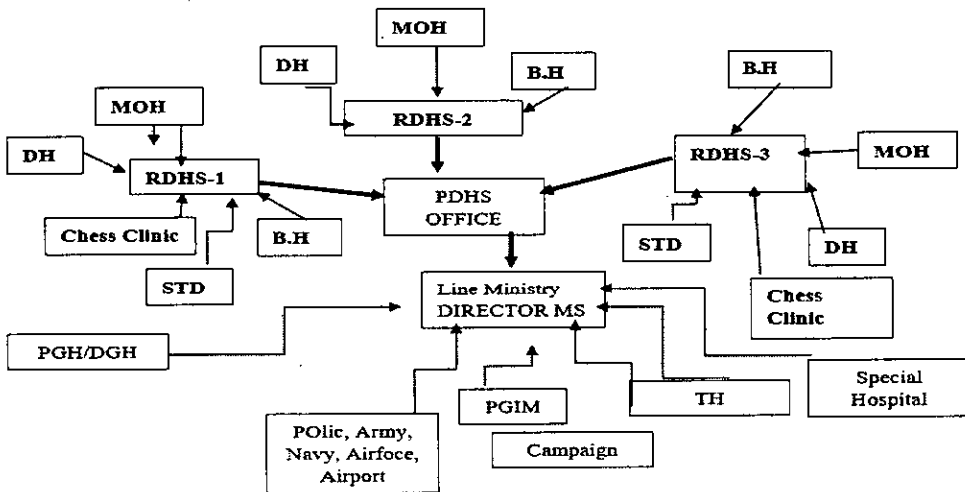 MOH
DH
B.H
RDHS-2
B.H
MOH
DH
RDHS-1
RDHS-3
MOH
PDHS
OFFICE
Chess Clinic
B.H
STD
STD
DH
Line Ministry
DIRECTOR MS
Chess
Clinic
PGH/DGH
PGIM
TH
Special
Hospital
POlic, Army,
Navy, Airfoce,
Airport
Campaign